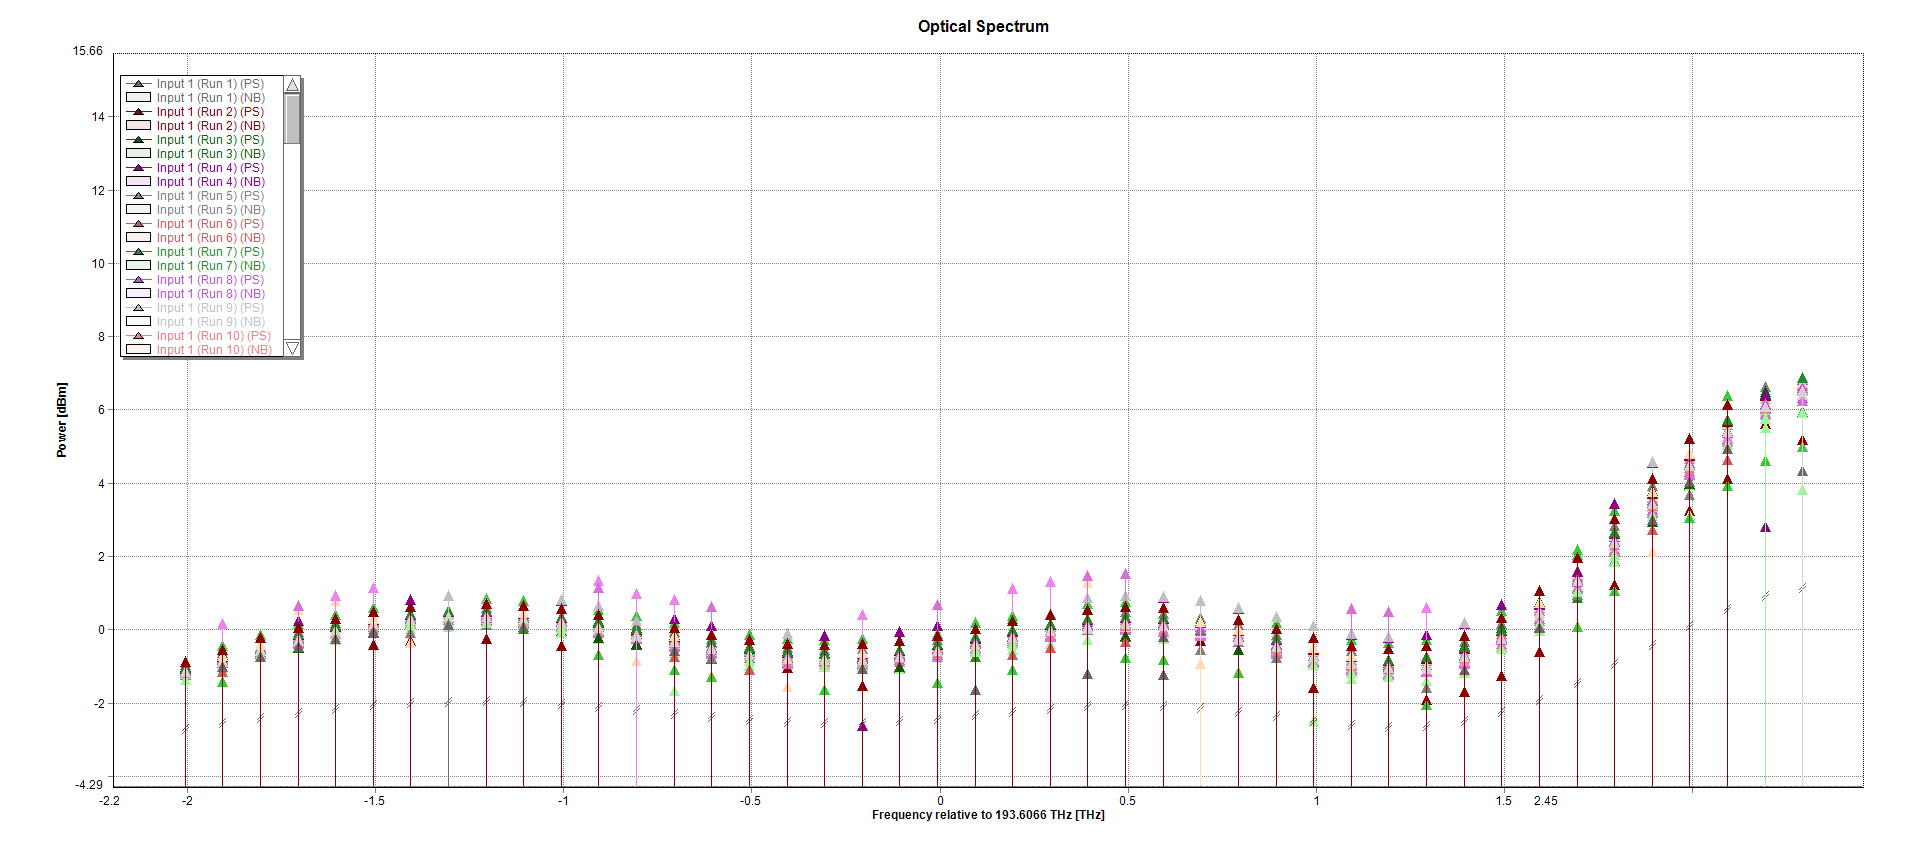 Optical Spectrum
15.66
Input 1 (Run 1) (PS)
Input 1 (Run 1) (NB)
Input 1 (Run 2) (PS)
Input 1 (Run 2) (NB)
Input 1 (Run 3) (PS)
Input 1 (Run 3) (NB)
Input 1 (Run 4) (PS)
Input 1 (Run 4) (NB)
Input 1 (Run 5) (PS)
Input 1 (Run 5) (NB)
Input 1 (Run 6) (PS)
Input 1 (Run 6) (NB)
Input 1 (Run 7) (PS)
Input 1 (Run 7) (NB)
Input 1 (Run 8) (PS)
Input 1 (Run 8) (NB)
Input 1 (Run 9) (PS)
Input 1 (Run 9) (NB)
Input 1 (Run 10) (PS)
Input 1 (Run 10) (NB)
14
12
10
8
6
4
2
0
-2
-4.29
Power [dBm]
-2.2 -2 -1.5 -1 -0.5 0 0.5 1 1.5 2.45
Frequency relative to 193.6066 THz [THz]